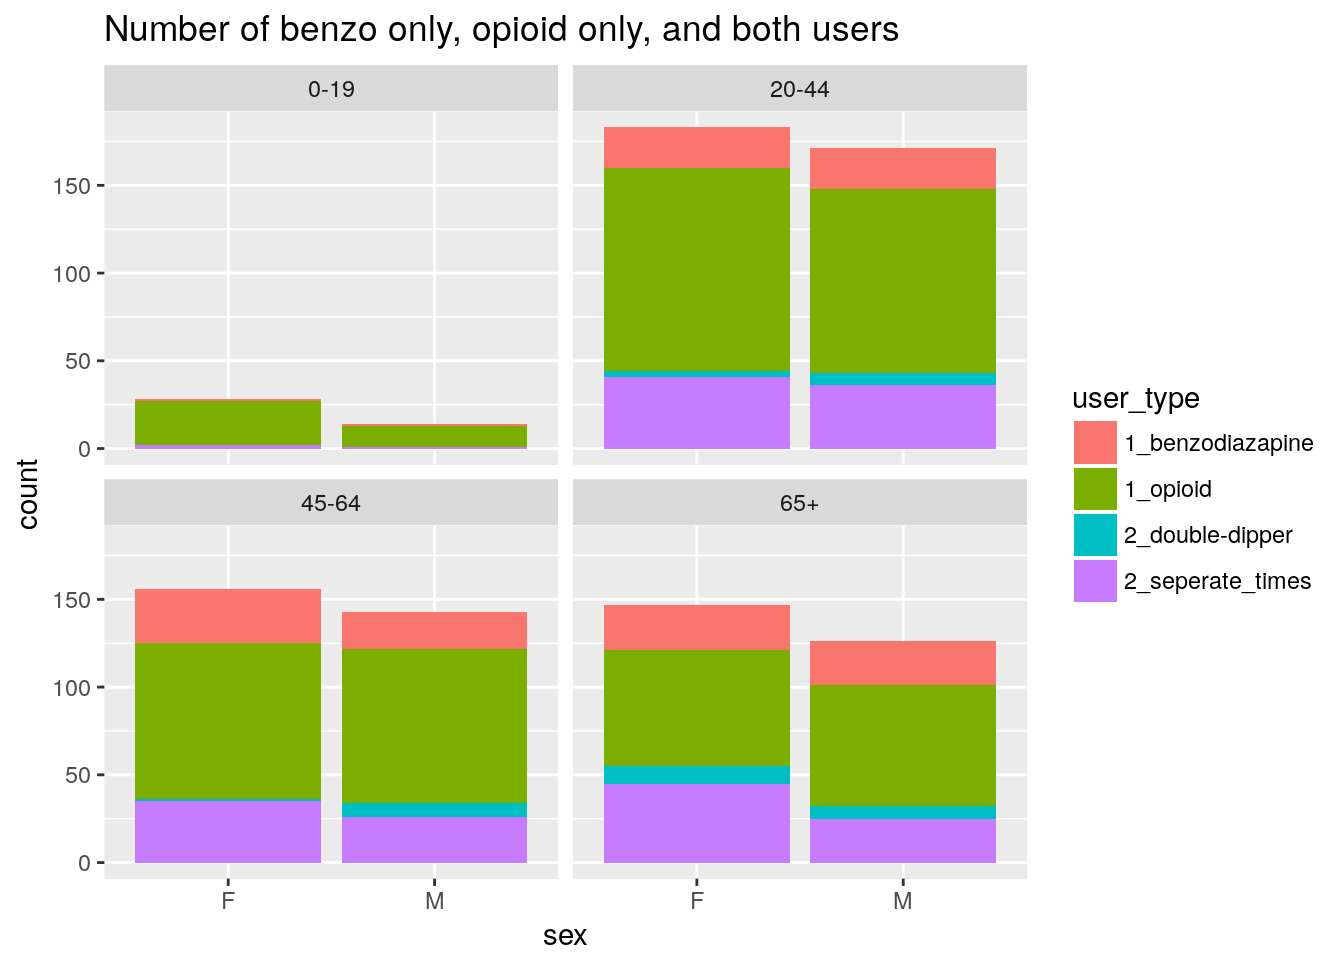 Number of benzo only, opioid only, and both users
0-19
20-44
150
100
50
0
45-64
65+
150
100
50
0
F
M
F
M
sex
count
user_type
1_benzodiazapine
1_opioid
2_double-dipper
2_seperate_times